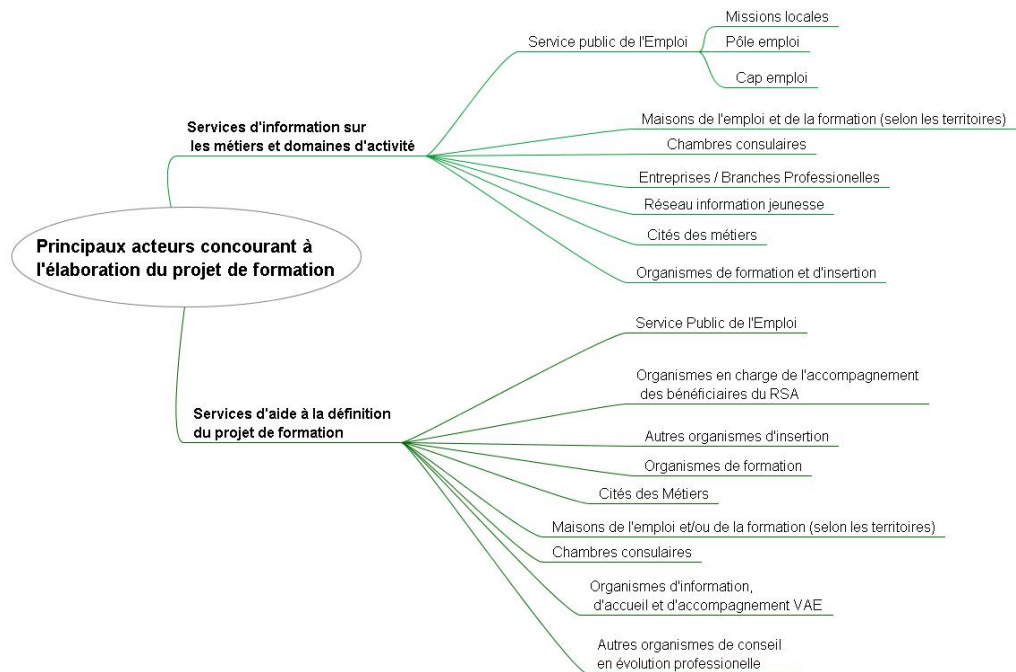 Principaux acteurs concourant à
l'élaboration du projet de formation
Services d'information sur
les métiers et domaines d'activité
Service public de l'Emploi
Missions locales
Pôle emploi
Cap emploi
Maisons de l'emploi et de la formation (selon les territoires)
Chambres consulaires
Entreprises / Branches Professionelles
Réseau information jeunesse
Cités des métiers
Organismes de formation et d'insertion
Services d'aide à la définition
du projet de formation
Service Public de l'Emploi
Organismes en charge de l'accompagnement
des bénéficiaires du RSA
Autres organismes d'insertion
Organismes de formation
Cités des Métiers
Maisons de l'emploi et/ou de la formation (selon les territoires)
Chambres consulaires
Organismes d'information,
d'accueil et d'accompagnement VAE
Autres organismes de conseil
en évolution professionelle